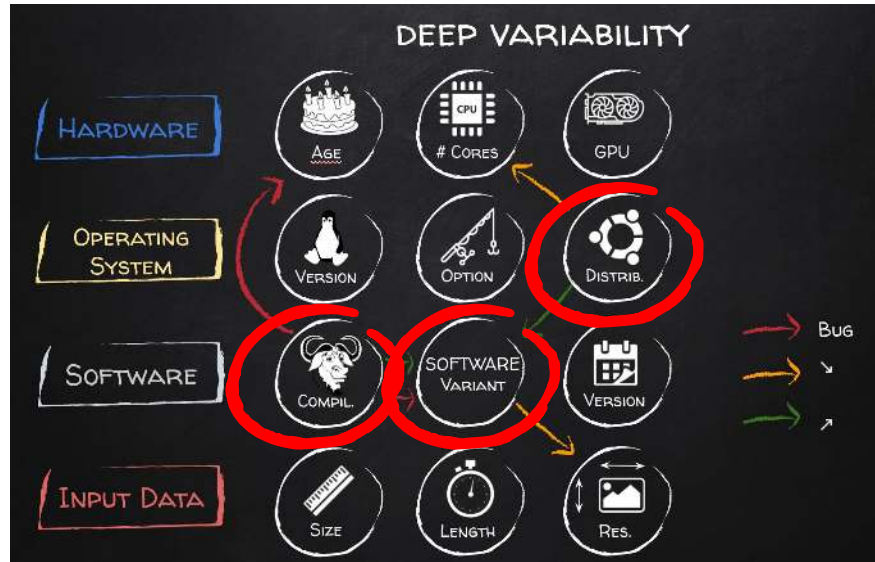 DEEP VARIABILITY
HARDWARE
AGE
CPU
# CORES
GPU
OPERATING
SYSTEM
VERSION
OPTION
DISTRIB.
SOFTWARE
COMPIL.
SOFTWARE
VARIANT
VERSION
BUG
↘
↗
INPUT DATA
SIZE
LENGTH
RES.